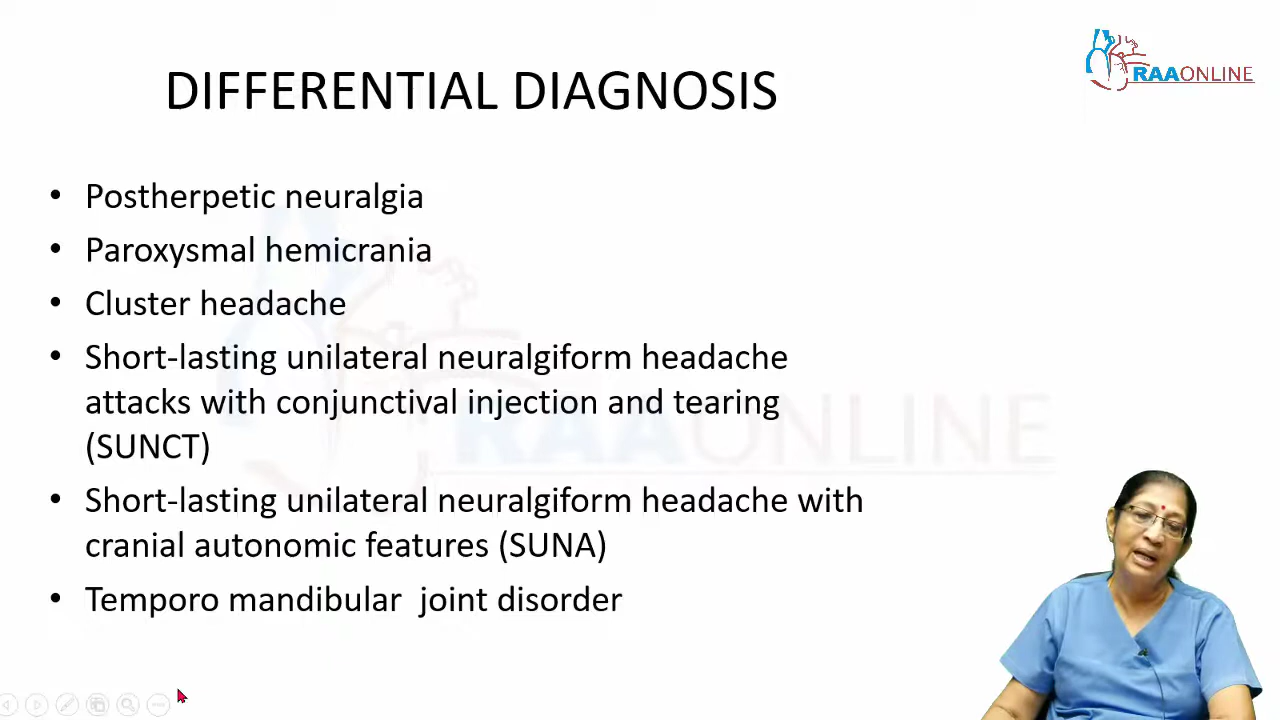 RAAONLINE
DIFFERENTIAL DIAGNOSIS
• Postherpetic neuralgia
• Paroxysmal hemicrania
• Cluster headache
• Short-lasting unilateral neuralgiform headache
attacks with conjunctival injection and tearing
(SUNCT)
• Short-lasting unilateral neuralgiform headache with
cranial autonomic features (SUNA)
• Temporo mandibular joint disorder
RAAONLINE